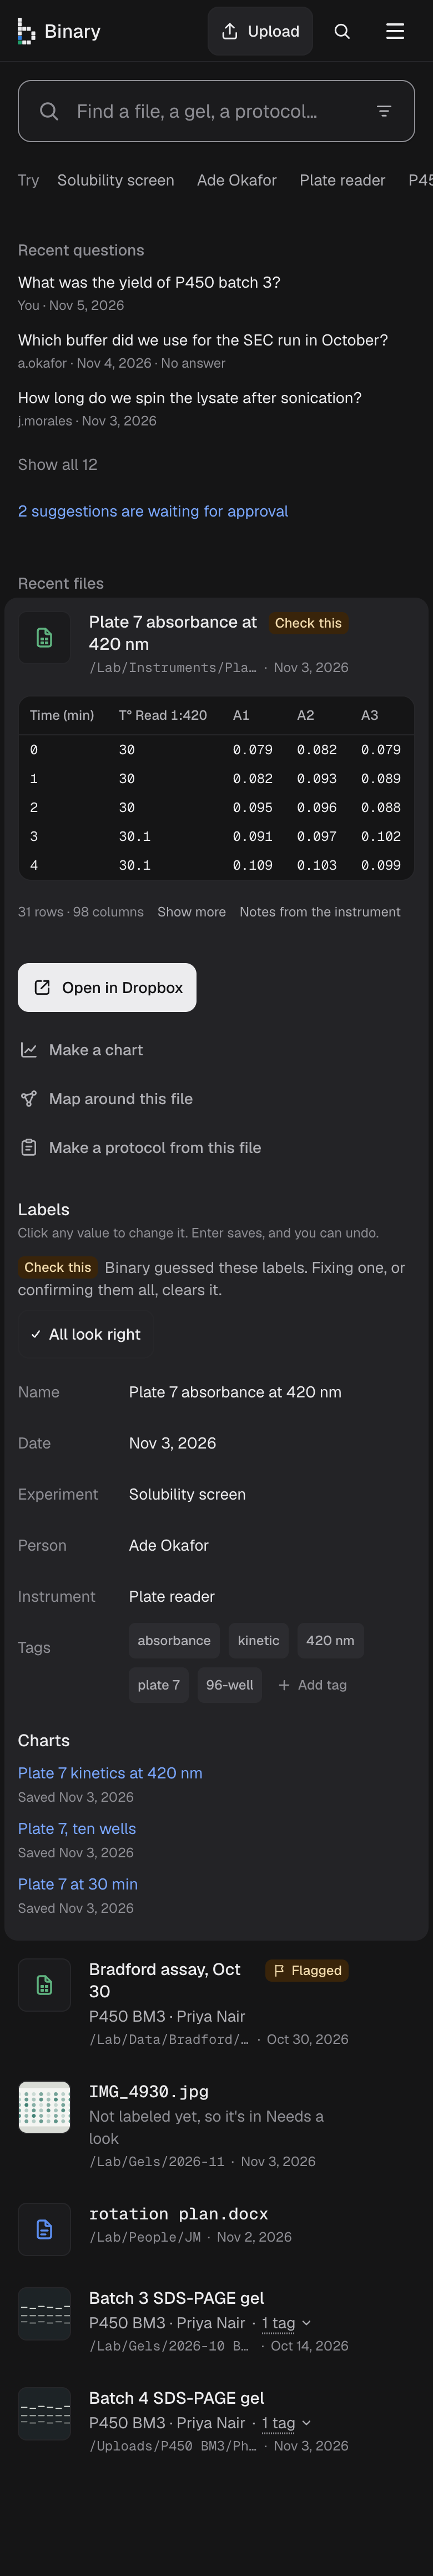 Binary
Upload
Find a file, a gel, a protocol...
Try Solubility screen Ade Okafor Plate reader P45
Recent questions
What was the yield of P450 batch 3?
You · Nov 5, 2026
Which buffer did we use for the SEC run in October?
a.okafor · Nov 4, 2026 · No answer
How long do we spin the lysate after sonication?
j.morales · Nov 3, 2026
Show all 12
2 suggestions are waiting for approval
Recent files
Plate 7 absorbance at Check this
420 nm
/Lab/Instruments/Pla… · Nov 3, 2026
Time (min) T° Read 1:420 A1 A2 A3
0 30 0.079 0.082 0.079
1 30 0.082 0.093 0.089
2 30 0.095 0.096 0.088
3 30.1 0.091 0.097 0.102
4 30.1 0.109 0.103 0.099
31 rows · 98 columns Show more Notes from the instrument
Open in Dropbox
Make a chart
Map around this file
Make a protocol from this file
Labels
Click any value to change it. Enter saves, and you can undo.
Check this Binary guessed these labels. Fixing one, or
confirming them all, clears it.
All look right
Name Plate 7 absorbance at 420 nm
Date Nov 3, 2026
Experiment Solubility screen
Person Ade Okafor
Instrument Plate reader
Tags absorbance kinetic 420 nm
plate 7 96-well + Add tag
Charts
Plate 7 kinetics at 420 nm
Saved Nov 3, 2026
Plate 7, ten wells
Saved Nov 3, 2026
Plate 7 at 30 min
Saved Nov 3, 2026
Bradford assay, Oct Flagged
30
P450 BM3 · Priya Nair
/Lab/Data/Bradford/… · Oct 30, 2026
IMG_4930.jpg
Not labeled yet, so it's in Needs a
look
/Lab/Gels/2026-11 · Nov 3, 2026
rotation plan.docx
/Lab/People/JM · Nov 2, 2026
Batch 3 SDS-PAGE gel
P450 BM3 · Priya Nair · 1 tag
/Lab/Gels/2026-10 B… · Oct 14, 2026
Batch 4 SDS-PAGE gel
P450 BM3 · Priya Nair · 1 tag
/Uploads/P450 BM3/Ph… · Nov 3, 2026